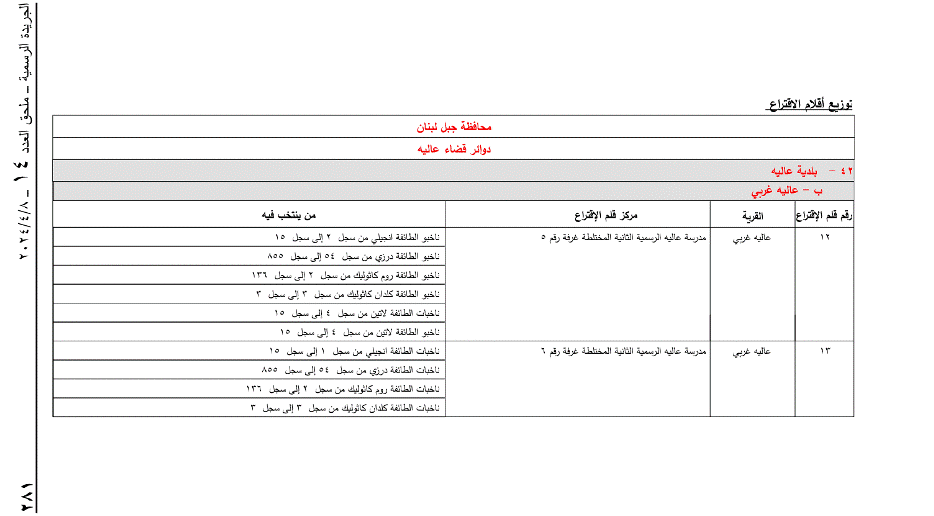 الجريدة الرسمية – ملحق العدد ١٤ – ٢٠٢٤/٤/٨
توزيع أقلام الاقتراع
محافظة جبل لبنان
دوائر قضاء عاليه
٤٢ – بلدية عاليه
ب – عاليه غربي
رقم قلم الإقتراع القرية مركز قلم الإقتراع من ينتخب فيه
١٢ عاليه غربي مدرسة عاليه الرسمية الثانية المختلطة غرفة رقم ٥ ناخبو الطائفة انجيلي من سجل ٢ إلى سجل ١٥
ناخبو الطائفة درزي من سجل ٥٤ إلى سجل ٨٥٥
ناخبو الطائفة روم كاثوليك من سجل ٢ إلى سجل ١٣٦
ناخبو الطائفة كلدان كاثوليك من سجل ٣ إلى سجل ٣
ناخبات الطائفة لاتين من سجل ٤ إلى سجل ١٥
ناخبو الطائفة لاتين من سجل ٤ إلى سجل ١٥
١٣ عاليه غربي مدرسة عاليه الرسمية الثانية المختلطة غرفة رقم ٦ ناخبات الطائفة انجيلي من سجل ١ إلى سجل ١٥
ناخبات الطائفة درزي من سجل ٥٤ إلى سجل ٨٥٥
ناخبات الطائفة روم كاثوليك من سجل ٢ إلى سجل ١٣٦
ناخبات الطائفة كلدان كاثوليك من سجل ٣ إلى سجل ٣
٢٨١